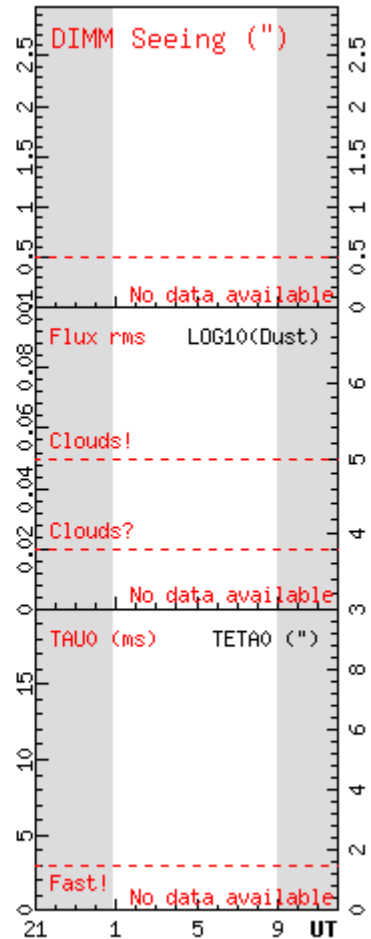 DIMM Seeing (")
2.5 2.5
2 2
1.5 1.5
1 1
0.5 0.5
No data available
0
Flux rms LOG10(Dust)
0.08
6
0.06
Clouds!
5
0.04
Clouds?
4
0.02
No data available
0 3
TAU0 (ms) TETA0 (")
15
8
10
6
4
5
2
Fast!
No data available
0 0
21 1 5 9 UT